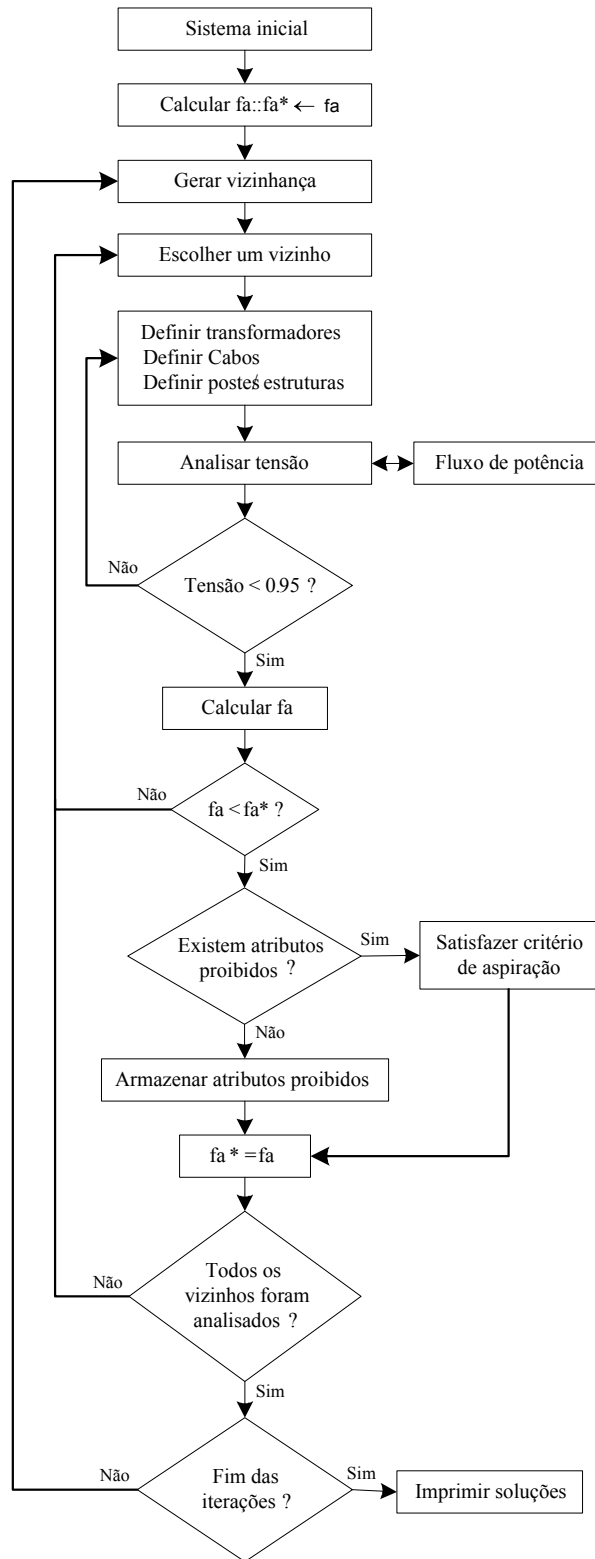 Sistema inicial
Calcular fa::fa* ← fa
Gerar vizinhança
Escolher um vizinho
Definir transformadores
Definir Cabos
Definir postes/ estruturas
Analisar tensão
Fluxo de potência
Não
Tensão < 0.95 ?
Sim
Calcular fa
Não
fa < fa* ?
Sim
Existem atributos
proibidos ?
Sim
Satisfazer critério
de aspiração
Não
Armazenar atributos proibidos
fa * = fa
Não
Todos os
vizinhos foram
analisados ?
Sim
Não
Fim das
iterações ?
Sim
Imprimir soluções